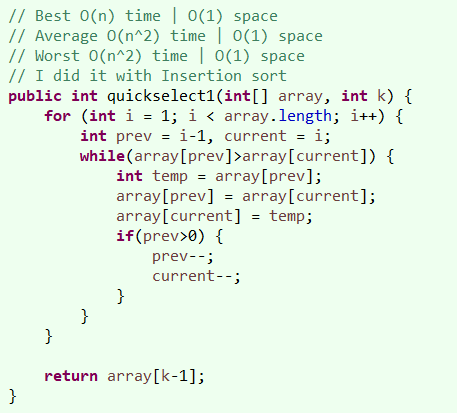 // Best O(n) time | O(1) space
// Average O(n^2) time | O(1) space
// Worst O(n^2) time | O(1) space
// I did it with Insertion sort
public int quickselect1(int[] array, int k) {
    for (int i = 1; i < array.length; i++) {
        int prev = i-1, current = i;
        while(array[prev]>array[current]) {
            int temp = array[prev];
            array[prev] = array[current];
            array[current] = temp;
            if(prev>0) {
                prev--;
                current--;
            }
        }
    }

    return array[k-1];
}